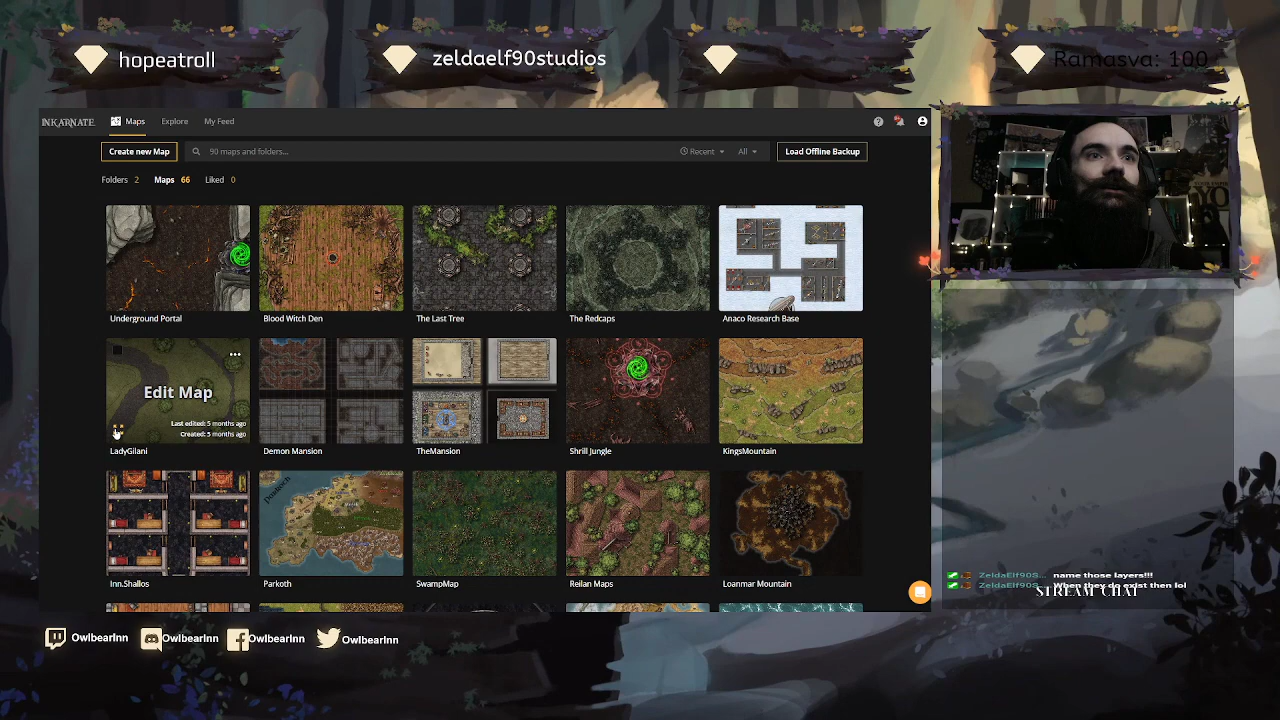 hopeatroll
zeldaelf90studios
Ramasva: 100
INKARNATE
Maps
Explore
My Feed
Create new Map
90 maps and folders...
Recent
All
Load Offline Backup
Folders 2
Maps 66
Liked 0
Underground Portal
Blood Witch Den
The Last Tree
The Redcaps
Anaco Research Base
Edit Map
Last edited: 5 months ago
Created: 5 months ago
LadyGilani
Demon Mansion
TheMansion
Shrill Jungle
KingsMountain
Inn.Shallos
Parkoth
SwampMap
Reilan Maps
Loanmar Mountain
ZeldaElf90S... name those layers!!!
ZeldaElf90S... When they do exist then lol
STREAM CHAT
OwlbearInn
OwlbearInn
OwlbearInn
OwlbearInn